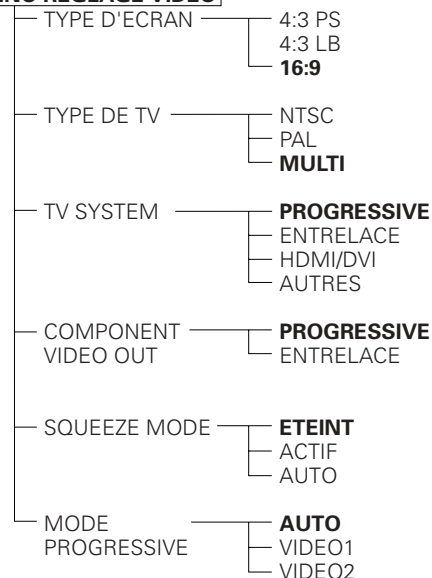 REGLAGE VIDEO
TYPE D'ECRAN
4:3 PS
4:3 LB
16:9
TYPE DE TV
NTSC
PAL
MULTI
TV SYSTEM
PROGRESSIVE
ENTRELACE
HDMI/DVI
AUTRES
COMPONENT
VIDEO OUT
PROGRESSIVE
ENTRELACE
SQUEEZE MODE
ETEINT
ACTIF
AUTO
MODE
PROGRESSIVE
AUTO
VIDEO1
VIDEO2